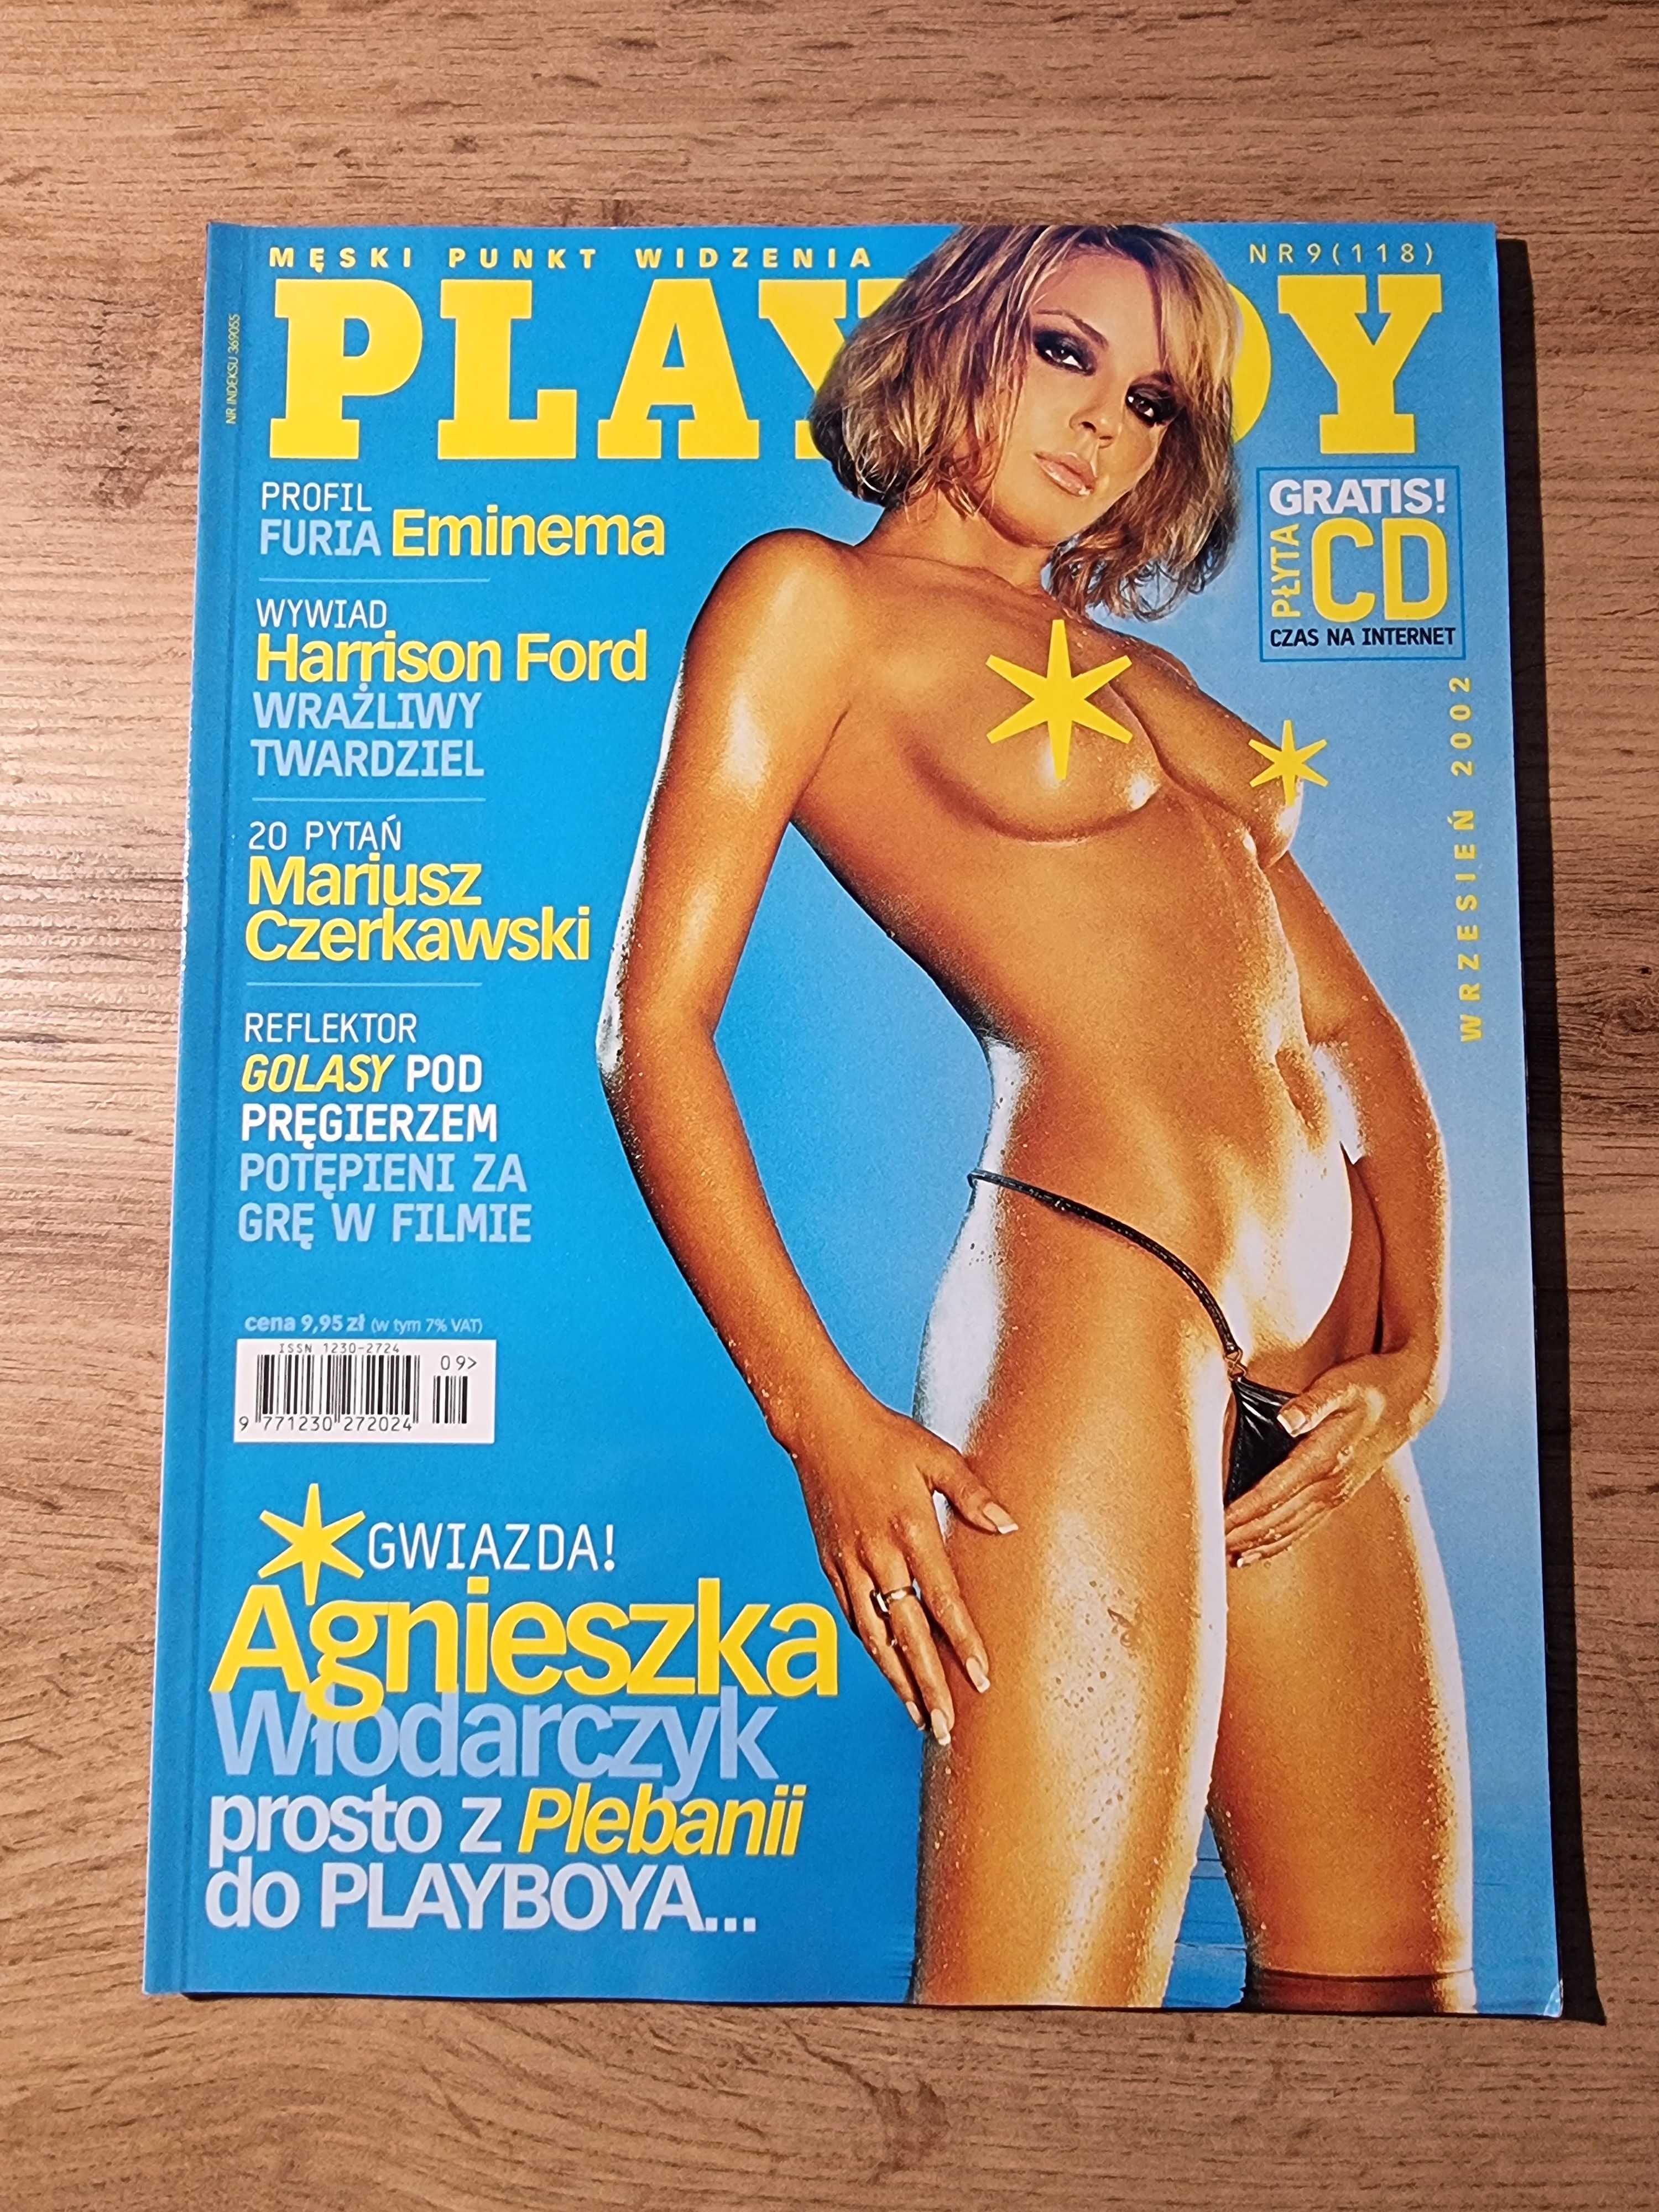 MĘSKI PUNKT WIDZENIA
NR 9(118)
PLAYBOY
NR INDEKSU 369055
GRATIS!
PŁYTA
CD
CZAS NA INTERNET
WRZESIEŃ 2002
PROFIL
FURIA Eminema
WYWIAD
Harrison Ford
WRAŻLIWY
TWARDZIEL
20 PYTAŃ
Mariusz
Czerkawski
REFLEKTOR
GOLASY POD
PRĘGIERZEM
POTĘPIENI ZA
GRĘ W FILMIE
cena 9,95 zł (w tym 7% VAT)
ISSN 1230-2724
09>
9 771230 272024
GWIAZDA!
Agnieszka
Włodarczyk
prosto z Plebanii
do PLAYBOYA...